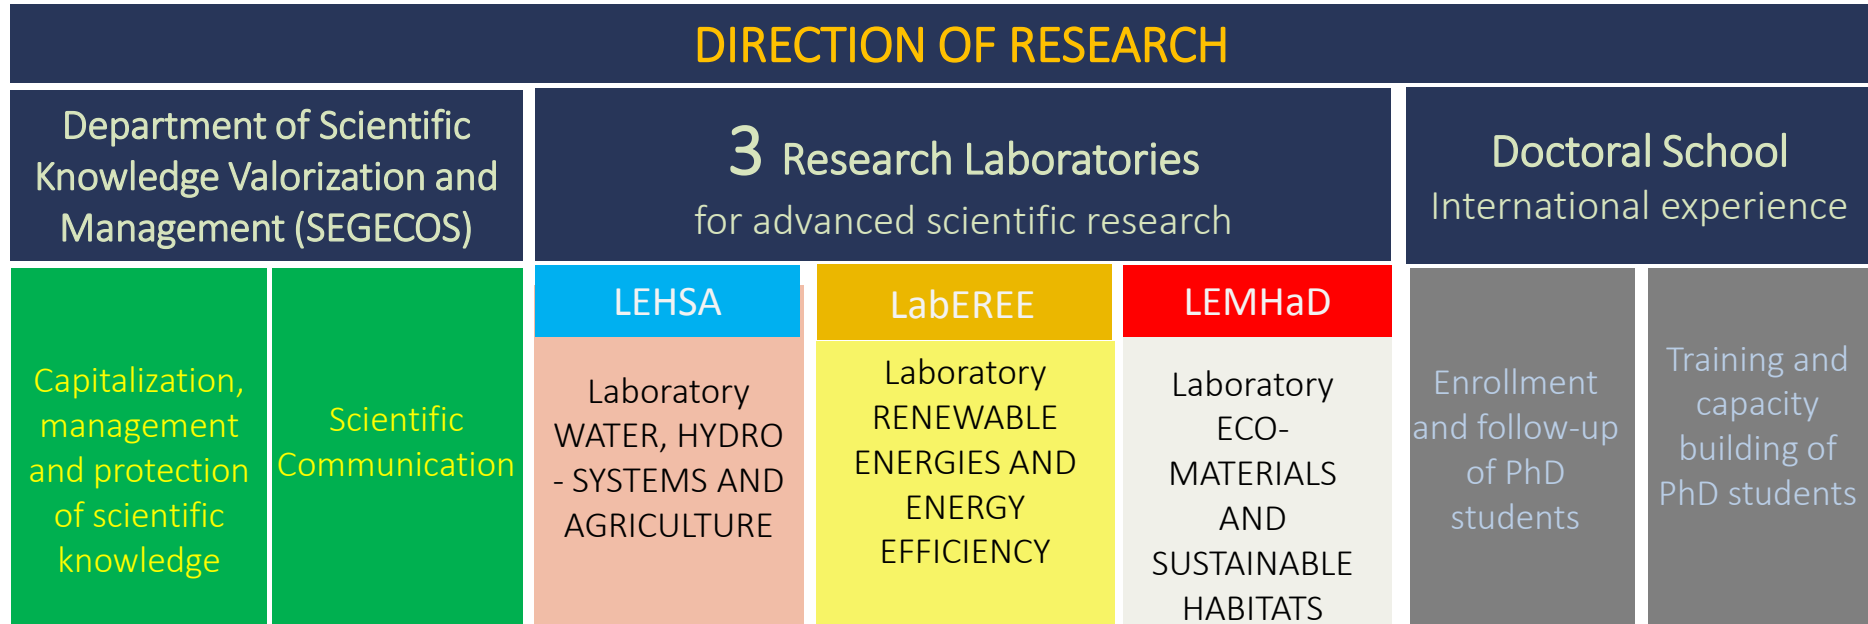 DIRECTION OF RESEARCH
Department of Scientific
Knowledge Valorization and
Management (SEGECOS)
3 Research Laboratories
for advanced scientific research
Doctoral School
International experience
Capitalization,
management
and protection
of scientific
knowledge
Scientific
Communication
LEHSA
Laboratory
WATER, HYDRO
- SYSTEMS AND
AGRICULTURE
LabEREE
Laboratory
RENEWABLE
ENERGIES AND
ENERGY
EFFICIENCY
LEMHaD
Laboratory
ECO-
MATERIALS
AND
SUSTAINABLE
HABITATS
Enrollment
and follow-up
of PhD
students
Training and
capacity
building of
PhD students